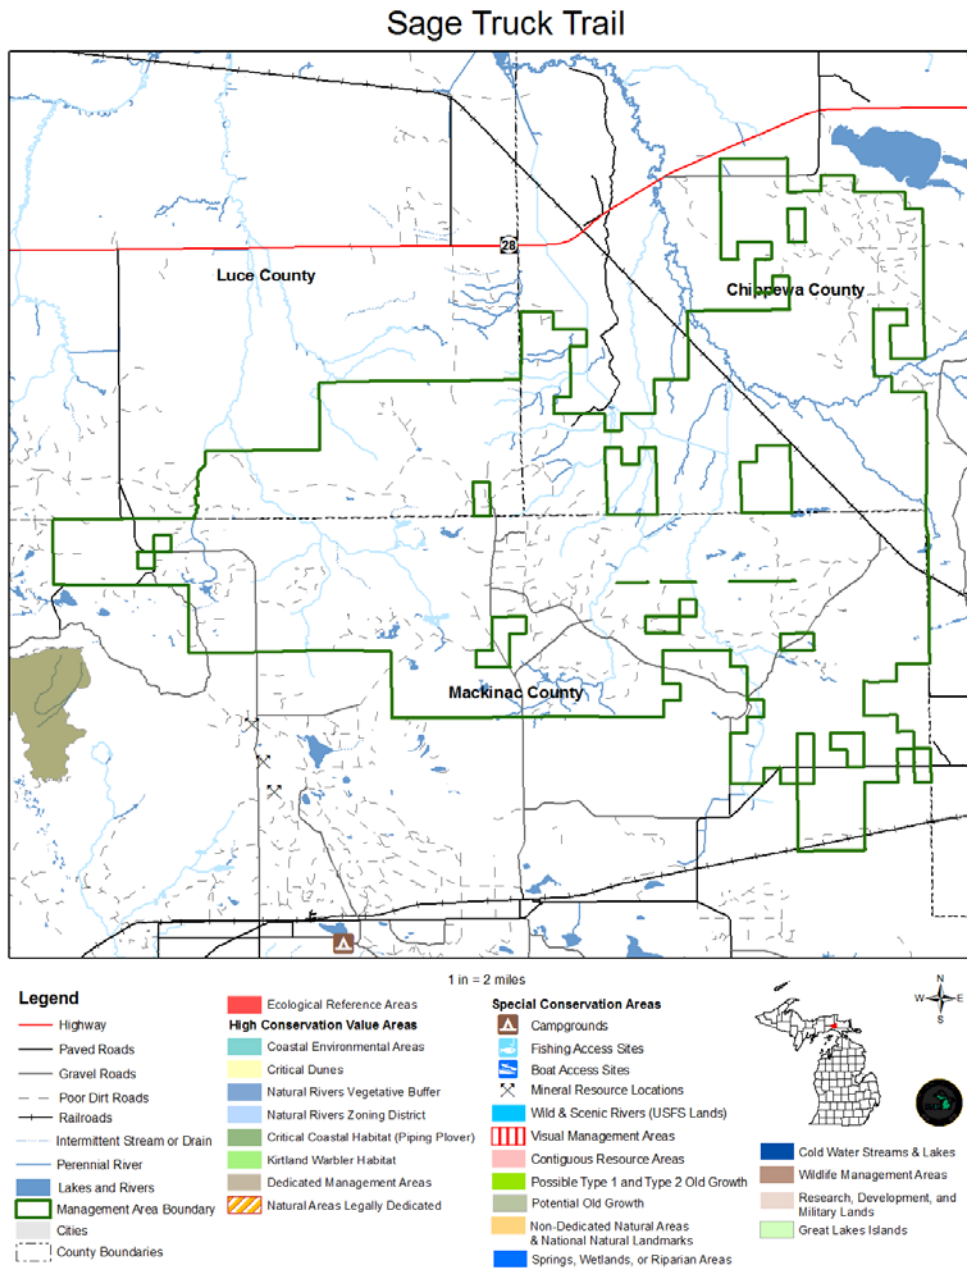 Sage Truck Trail
28
Luce County
Chippewa County
Mackinac County
1 in = 2 miles
Legend
Highway
Paved Roads
Gravel Roads
Poor Dirt Roads
Railroads
Intermittent Stream or Drain
Perennial River
Lakes and Rivers
Management Area Boundary
Cities
County Boundaries
Ecological Reference Areas
High Conservation Value Areas
Coastal Environmental Areas
Critical Dunes
Natural Rivers Vegetative Buffer
Natural Rivers Zoning District
Critical Coastal Habitat (Piping Plover)
Kirtland Warbler Habitat
Dedicated Management Areas
Natural Areas Legally Dedicated
Special Conservation Areas
Campgrounds
Fishing Access Sites
Boat Access Sites
Mineral Resource Locations
Wild & Scenic Rivers (USFS Lands)
Visual Management Areas
Contiguous Resource Areas
Possible Type 1 and Type 2 Old Growth
Potential Old Growth
Non-Dedicated Natural Areas
& National Natural Landmarks
Springs, Wetlands, or Riparian Areas
N
W
E
S
Cold Water Streams & Lakes
Wildlife Management Areas
Research, Development, and
Military Lands
Great Lakes Islands